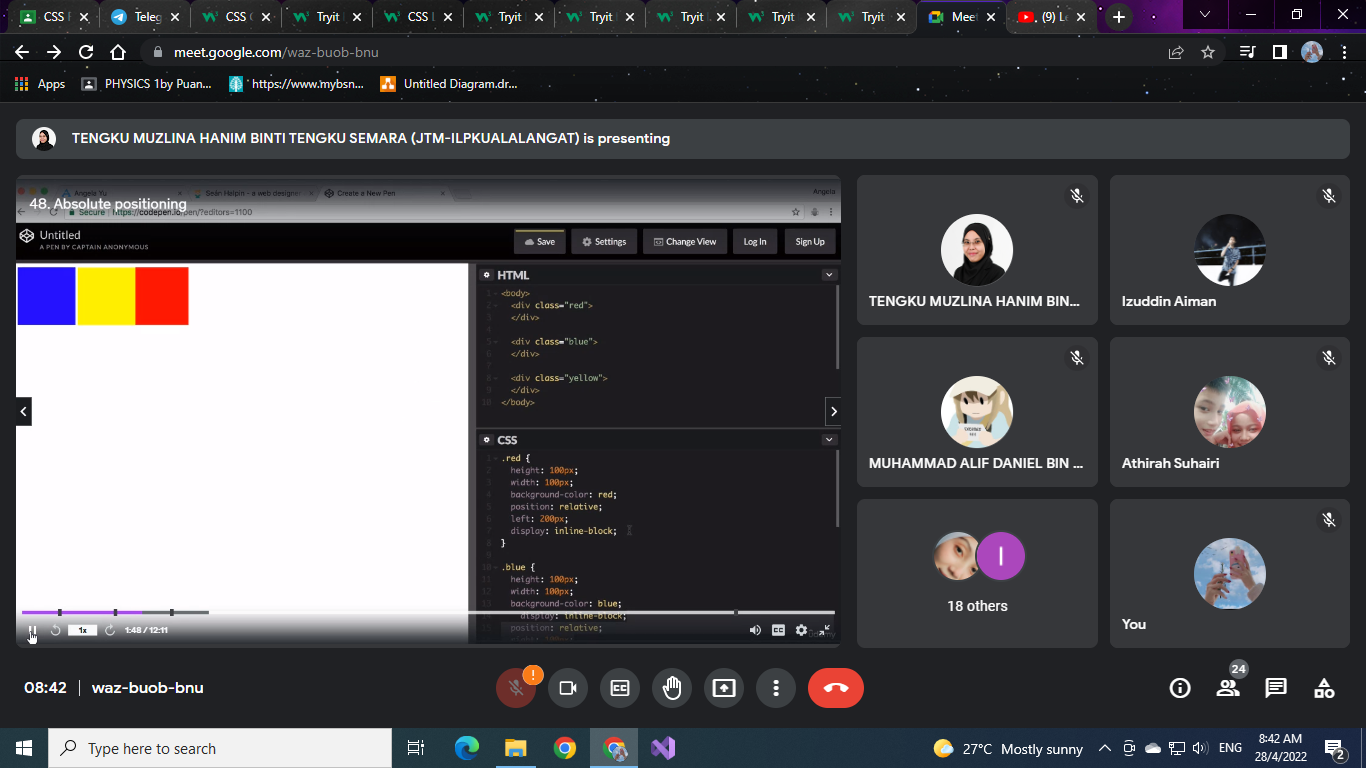 CSS
Teleg
CSS
Tryit
CSS L
Tryit
Tryit
Tryit
Tryit
Tryit
Meet
(9) Le
meet.google.com/waz-buob-bnu
Apps
PHYSICS 1by Puan...
https://www.mybsn...
Untitled Diagram.dr...
TENGKU MUZLINA HANIM BINTI TENGKU SEMARA (JTM-ILPKUALALANGAT) is presenting
Angela Yu
Seán Halpin - a web designer
Create a New Pen
Angela
48. Absolute positioning
Secure
https://codepen.io/pen/?editors=1100
Untitled
A PEN BY CAPTAIN ANONYMOUS
Save
Settings
Change View
Log In
Sign Up
HTML
1 <body>
2 <div class="red">
3 </div>
4
5 <div class="blue">
6 </div>
7
8 <div class="yellow">
9 </div>
10 </body>
CSS
1 .red {
2 height: 100px;
3 width: 100px;
4 background-color: red;
5 position: relative;
6 left: 200px;
7 display: inline-block;
8 }
9
10 .blue {
11 height: 100px;
12 width: 100px;
13 background-color: blue;
display: inline-block;
position: relative;
1x
1:48 / 12:11
CC
Udemy
TENGKU MUZLINA HANIM BIN...
Izuddin Aiman
MUHAMMAD ALIF DANIEL BIN ...
Athirah Suhairi
I
18 others
You
08:42
waz-buob-bnu
!
CC
24
Type here to search
27°C Mostly sunny
ENG
8:42 AM
28/4/2022
2